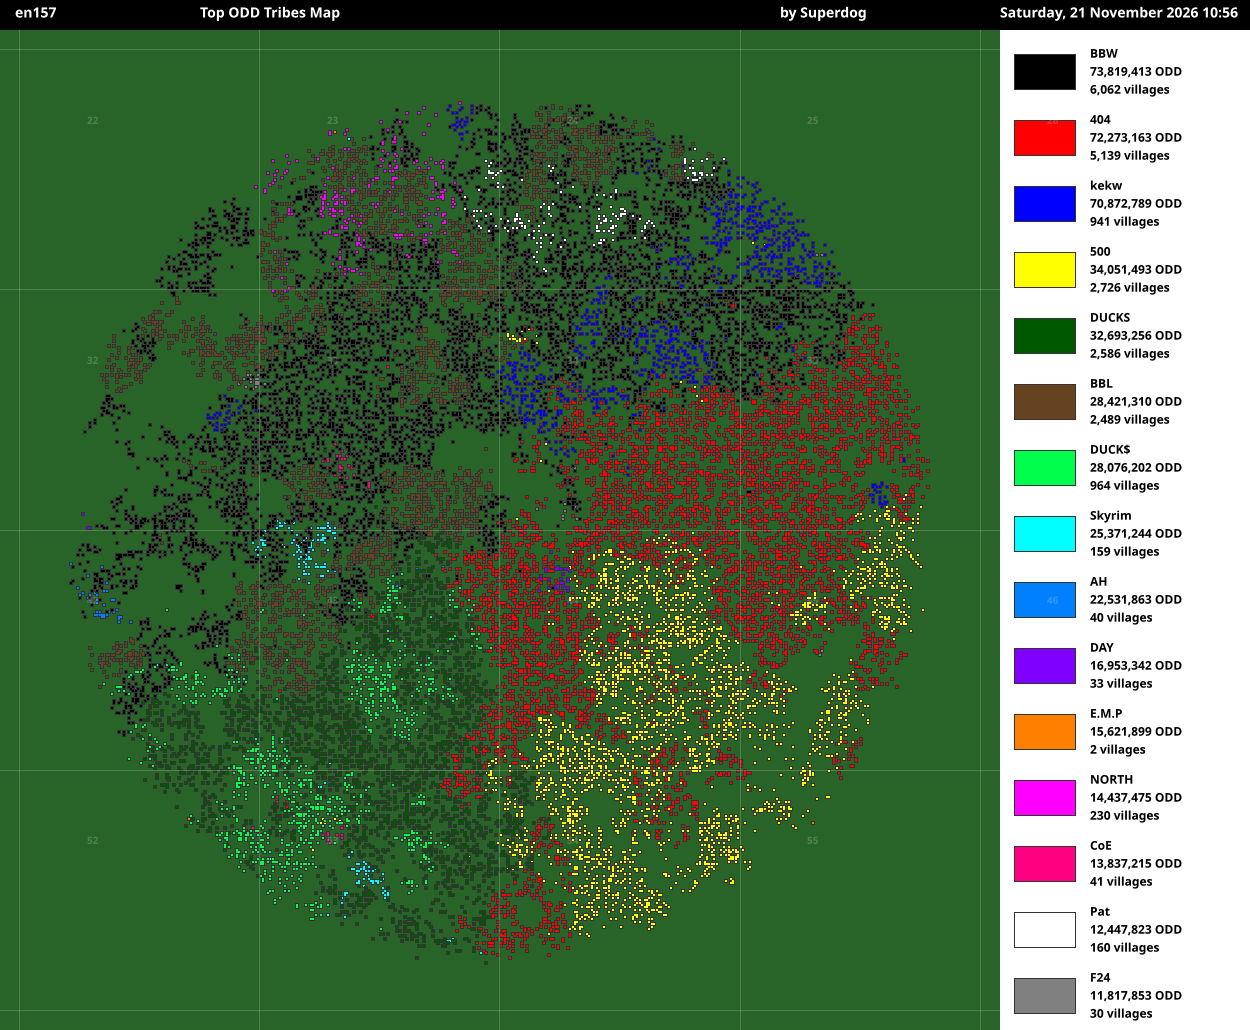 en157 Top ODD Tribes Map by Superdog Saturday, 21 November 2026 10:56
BBW
73,819,413 ODD
6,062 villages
404
72,273,163 ODD
5,139 villages
kekw
70,872,789 ODD
941 villages
500
34,051,493 ODD
2,726 villages
DUCKS
32,693,256 ODD
2,586 villages
BBL
28,421,310 ODD
2,489 villages
DUCK$
28,076,202 ODD
964 villages
Skyrim
25,371,244 ODD
159 villages
AH
22,531,863 ODD
40 villages
DAY
16,953,342 ODD
33 villages
E.M.P
15,621,899 ODD
2 villages
NORTH
14,437,475 ODD
230 villages
CoE
13,837,215 ODD
41 villages
Pat
12,447,823 ODD
160 villages
F24
11,817,853 ODD
30 villages
22
23
25
32
46
52
55